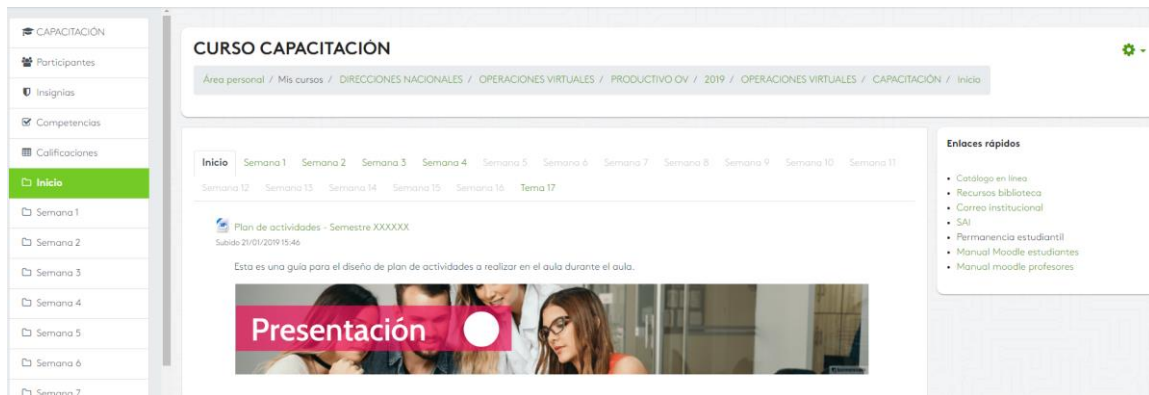 CAPACITACIÓN
Participantes
Insignias
Competencias
Calificaciones
Inicio
Semana 1
Semana 2
Semana 3
Semana 4
Semana 5
Semana 6
Semana 7
CURSO CAPACITACIÓN
Área personal / Mis cursos / DIRECCIONES NACIONALES / OPERACIONES VIRTUALES / PRODUCTIVO OV / 2019 / OPERACIONES VIRTUALES / CAPACITACIÓN / Inicio
Inicio Semana 1 Semana 2 Semana 3 Semana 4 Semana 5 Semana 6 Semana 7 Semana 8 Semana 9 Semana 10 Semana 11
Semana 12 Semana 13 Semana 14 Semana 15 Semana 16 Tema 17
Plan de actividades - Semestre XXXXXX
Subido 21/01/2019 15:46
Esta es una guía para el diseño de plan de actividades a realizar en el aula durante el aula.
Presentación
Enlaces rápidos
Catálogo en línea
Recursos biblioteca
Correo institucional
SAI
Permanencia estudiantil
Manual Moodle estudiantes
Manual moodle profesores